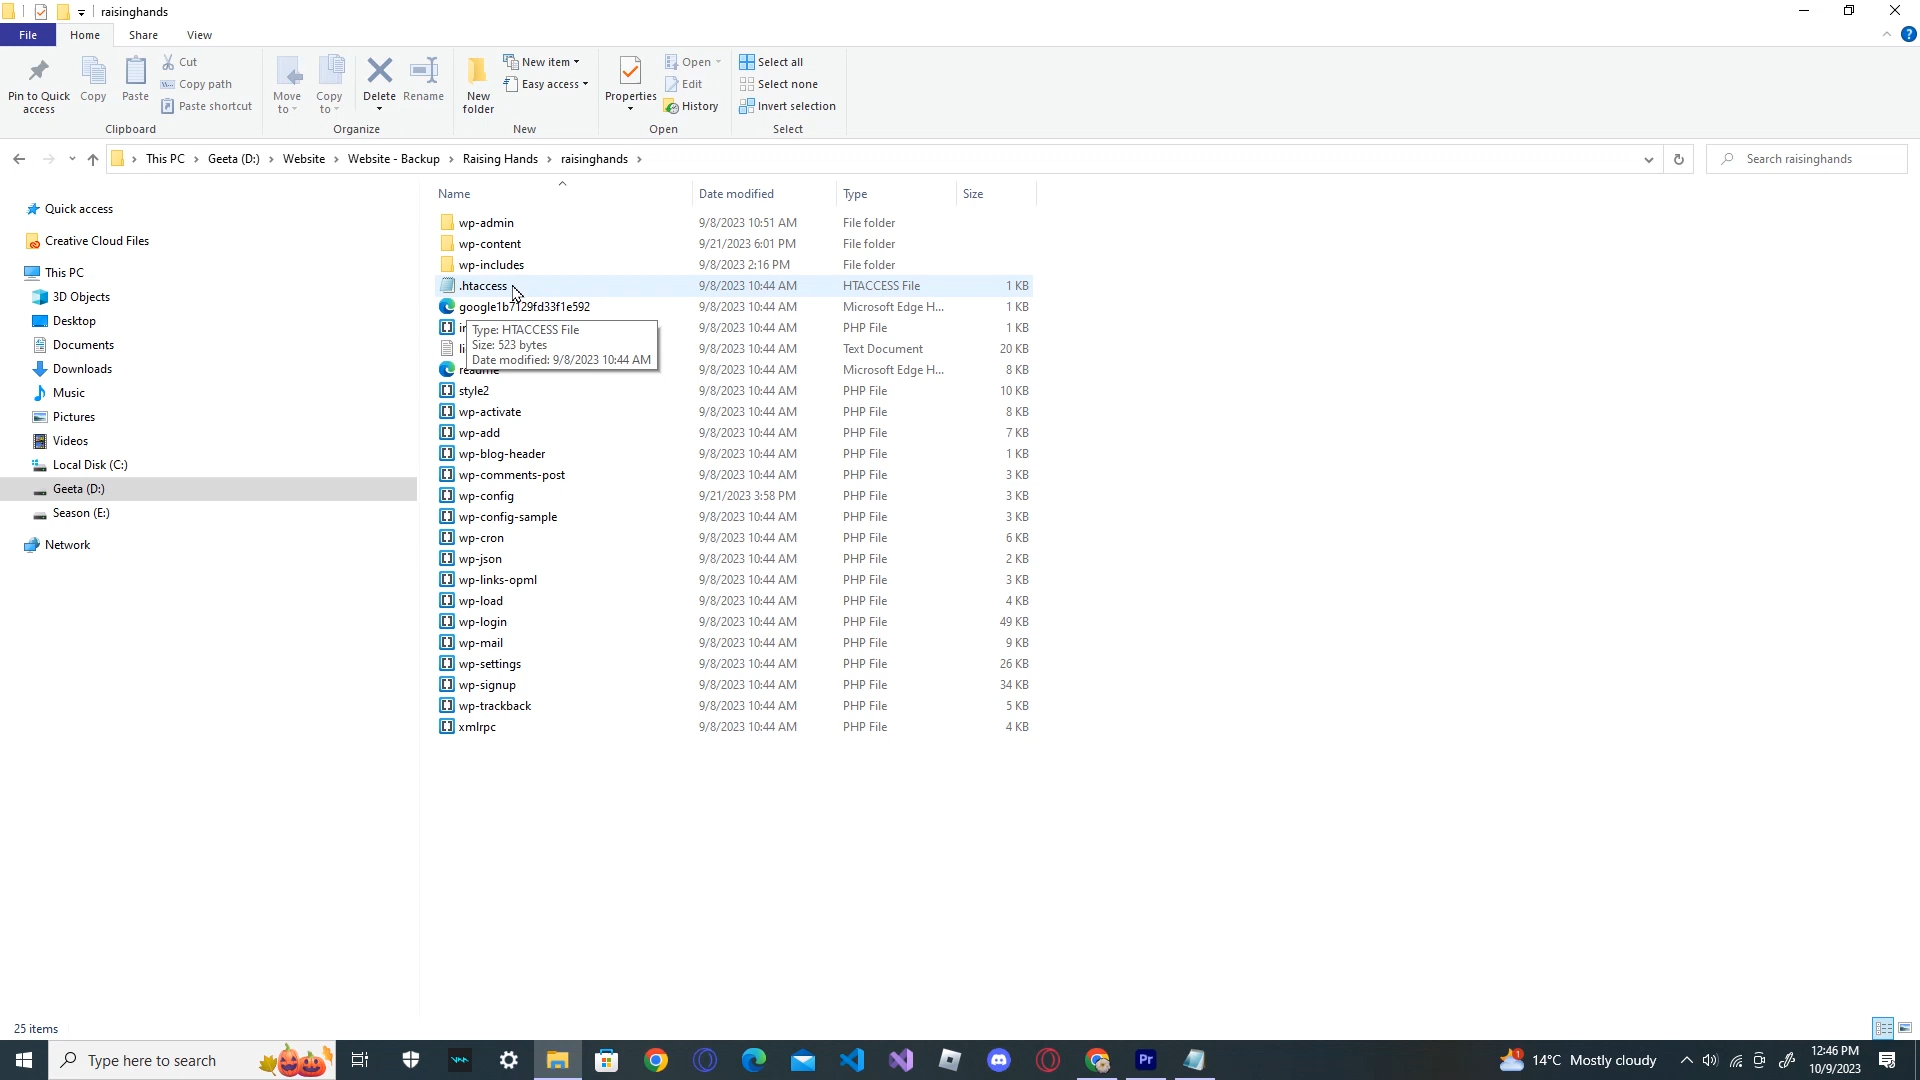 raisinghands
File Home Share View
Pin to Quick access
Copy
Paste
Cut
Copy path
Paste shortcut
Clipboard
Move to
Copy to
Delete
Rename
Organize
New folder
New item
Easy access
New
Properties
Open
Edit
History
Open
Select all
Select none
Invert selection
Select
This PC > Geeta (D:) > Website > Website - Backup > Raising Hands > raisinghands >
Search raisinghands
Quick access
Creative Cloud Files
This PC
3D Objects
Desktop
Documents
Downloads
Music
Pictures
Videos
Local Disk (C:)
Geeta (D:)
Season (E:)
Network
Name Date modified Type Size
wp-admin 9/8/2023 10:51 AM File folder
wp-content 9/21/2023 6:01 PM File folder
wp-includes 9/8/2023 2:16 PM File folder
.htaccess 9/8/2023 10:44 AM HTACCESS File 1 KB
google1b7129fd33f1e592 9/8/2023 10:44 AM Microsoft Edge H... 1 KB
9/8/2023 10:44 AM PHP File 1 KB
9/8/2023 10:44 AM Text Document 20 KB
readme 9/8/2023 10:44 AM Microsoft Edge H... 8 KB
Type: HTACCESS File
Size: 523 bytes
Date modified: 9/8/2023 10:44 AM
style2 9/8/2023 10:44 AM PHP File 10 KB
wp-activate 9/8/2023 10:44 AM PHP File 8 KB
wp-add 9/8/2023 10:44 AM PHP File 7 KB
wp-blog-header 9/8/2023 10:44 AM PHP File 1 KB
wp-comments-post 9/8/2023 10:44 AM PHP File 3 KB
wp-config 9/21/2023 3:58 PM PHP File 3 KB
wp-config-sample 9/8/2023 10:44 AM PHP File 3 KB
wp-cron 9/8/2023 10:44 AM PHP File 6 KB
wp-json 9/8/2023 10:44 AM PHP File 2 KB
wp-links-opml 9/8/2023 10:44 AM PHP File 3 KB
wp-load 9/8/2023 10:44 AM PHP File 4 KB
wp-login 9/8/2023 10:44 AM PHP File 49 KB
wp-mail 9/8/2023 10:44 AM PHP File 9 KB
wp-settings 9/8/2023 10:44 AM PHP File 26 KB
wp-signup 9/8/2023 10:44 AM PHP File 34 KB
wp-trackback 9/8/2023 10:44 AM PHP File 5 KB
xmlrpc 9/8/2023 10:44 AM PHP File 4 KB
25 items
Type here to search
Pr
1
14°C Mostly cloudy
12:46 PM
10/9/2023